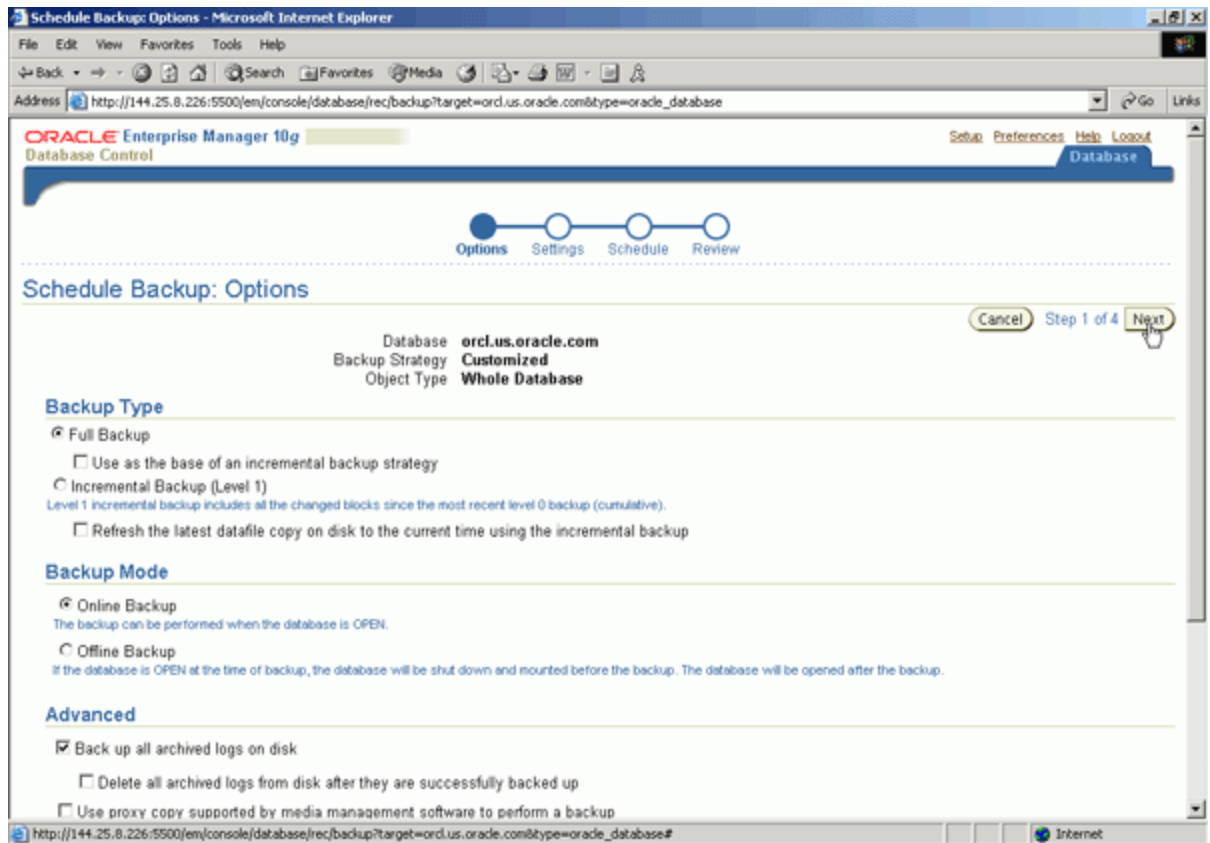 Schedule Backup: Options - Microsoft Internet Explorer
File Edit View Favorites Tools Help
Back Search Favorites Media
Address http://144.25.8.226:5500/em/console/database/rec/backup?target=orcl.us.oracle.com&type=oracle_database Go Links
ORACLE Enterprise Manager 10g
Database Control
Setup Preferences Help Logout
Database
Options Settings Schedule Review
Schedule Backup: Options
Cancel Step 1 of 4 Next
Database orcl.us.oracle.com
Backup Strategy Customized
Object Type Whole Database
Backup Type
Full Backup
Use as the base of an incremental backup strategy
Incremental Backup (Level 1)
Level 1 incremental backup includes all the changed blocks since the most recent level 0 backup (cumulative).
Refresh the latest datafile copy on disk to the current time using the incremental backup
Backup Mode
Online Backup
The backup can be performed when the database is OPEN.
Offline Backup
If the database is OPEN at the time of backup, the database will be shut down and mounted before the backup. The database will be opened after the backup.
Advanced
Back up all archived logs on disk
Delete all archived logs from disk after they are successfully backed up
Use proxy copy supported by media management software to perform a backup
http://144.25.8.226:5500/em/console/database/rec/backup?target=orcl.us.oracle.com&type=oracle_database# Internet